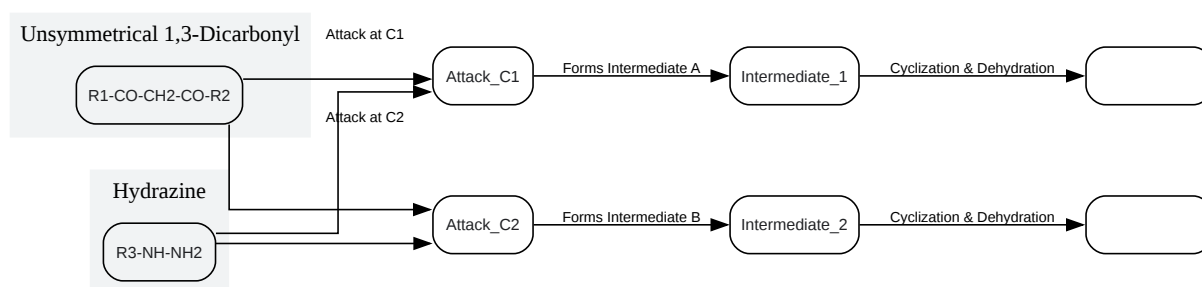 Unsymmetrical 1,3-Dicarbonyl
R1-CO-CH2-CO-R2
Attack at C1
Attack_C1
Forms Intermediate A
Intermediate_1
Cyclization & Dehydration
Attack at C2
Hydrazine
R3-NH-NH2
Attack_C2
Forms Intermediate B
Intermediate_2
Cyclization & Dehydration